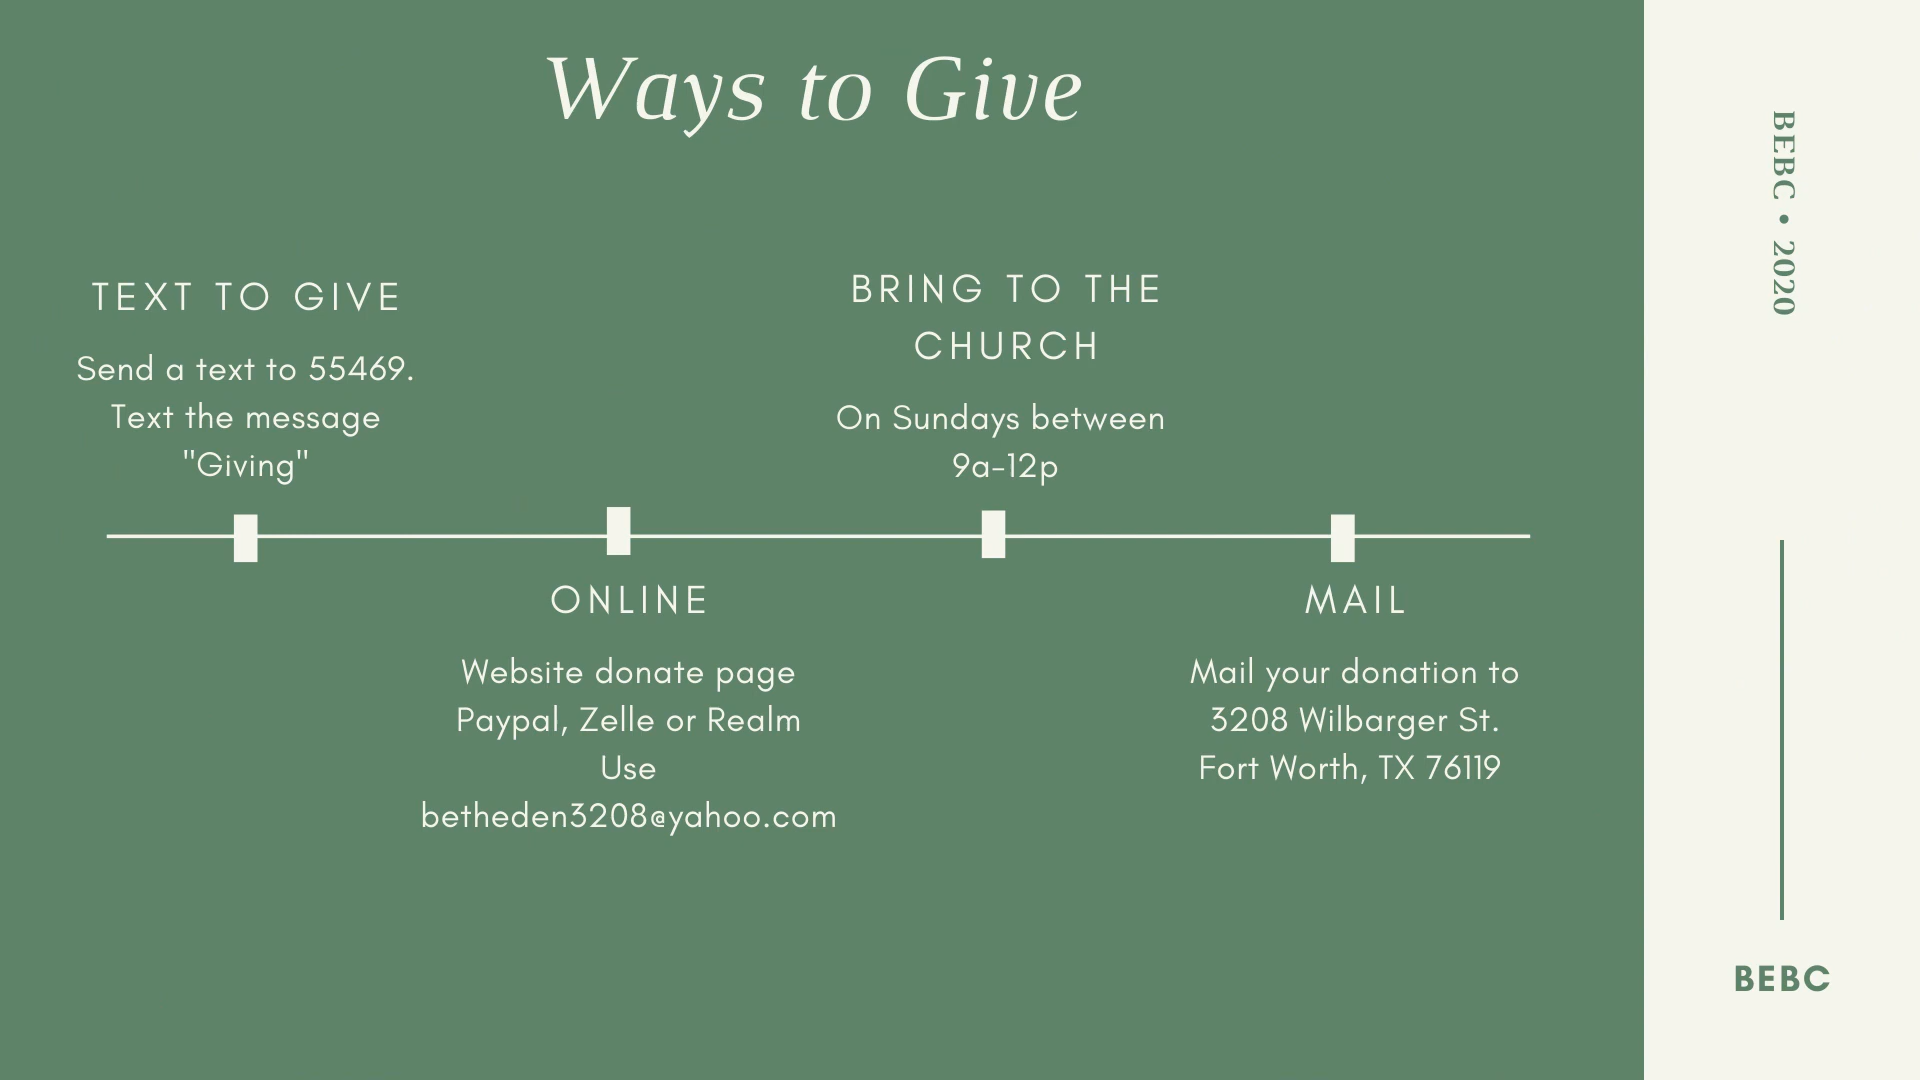 Ways to Give
TEXT TO GIVE
Send a text to 55469.
Text the message
"Giving"
ONLINE
Website donate page
Paypal, Zelle or Realm
Use
betheden3208@yahoo.com
BRING TO THE
CHURCH
On Sundays between
9a-12p
MAIL
Mail your donation to
3208 Wilbarger St.
Fort Worth, TX 76119
BEBC • 2020
BEBC